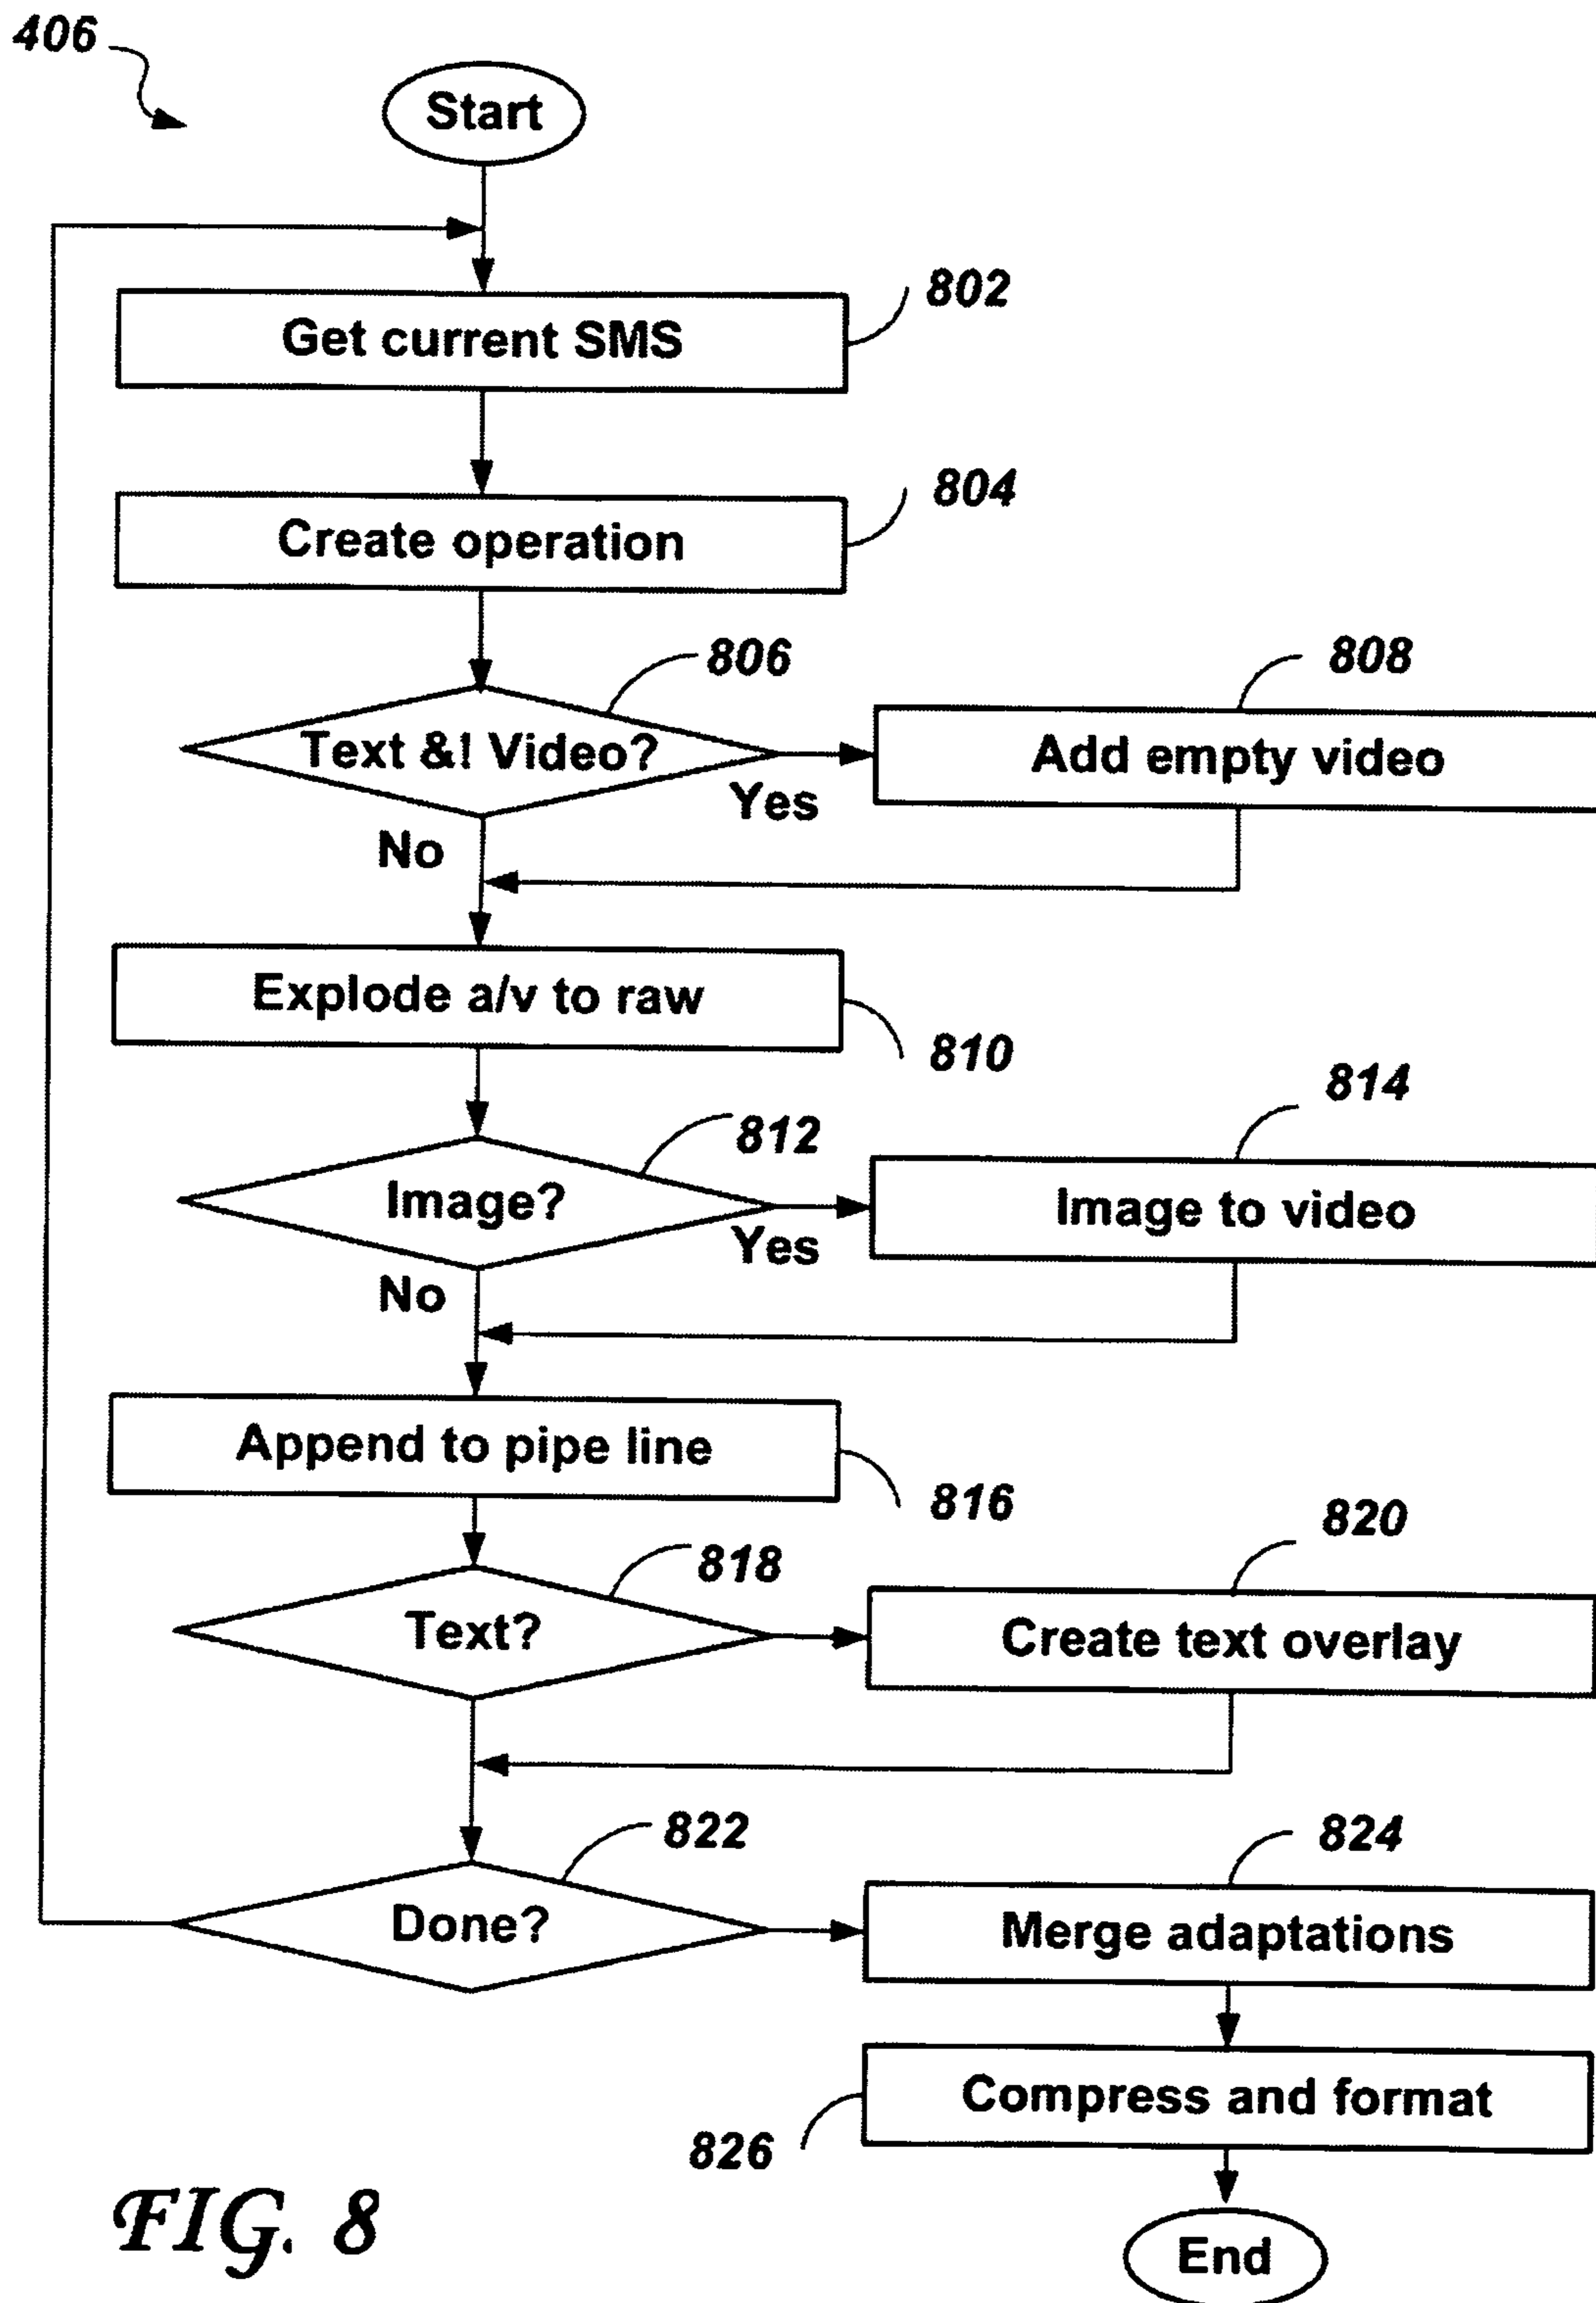 406
Start
802
Get current SMS
804
Create operation
806
808
Text &! Video?
Add empty video
Yes
No
Explode a/v to raw
810
814
812
Image?
Image to video
Yes
No
Append to pipe line
816
820
818
Text?
Create text overlay
822
824
Done?
Merge adaptations
Compress and format
826
FIG. 8
End